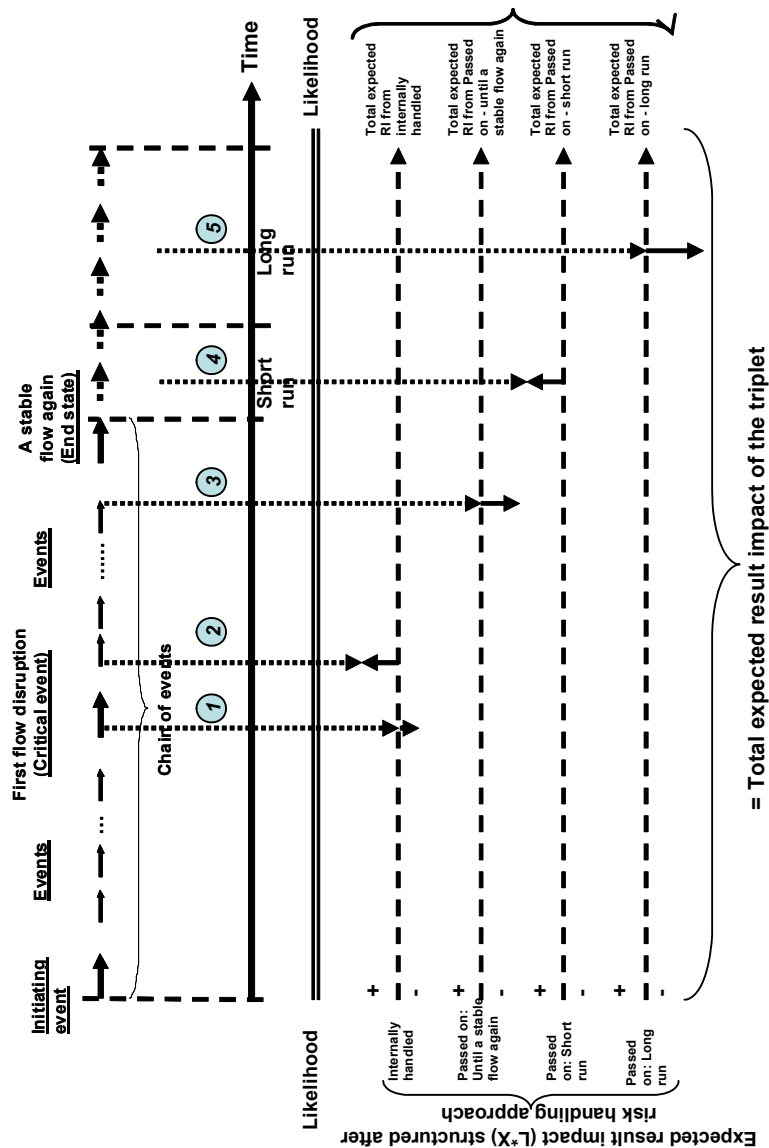 Initiating
event
Events
First flow disruption
(Critical event)
Events
A stable
flow again
(End state)
...
.......
Chain of events
1
2
3
4
5
Short
run
Long
run
Time
Likelihood
Likelihood
Expected result impact (L*X) structured after
risk handling approach
Internally
handled
+
-
Total expected
RI from
internally
handled
Passed on:
Until a stable
flow again
+
-
Total expected
RI from Passed
on - until a
stable flow again
Passed
on: Short
run
+
-
Total expected
RI from Passed
on - short run
Passed
on: Long
run
+
-
Total expected
RI from Passed
on - long run
= Total expected result impact of the triplet